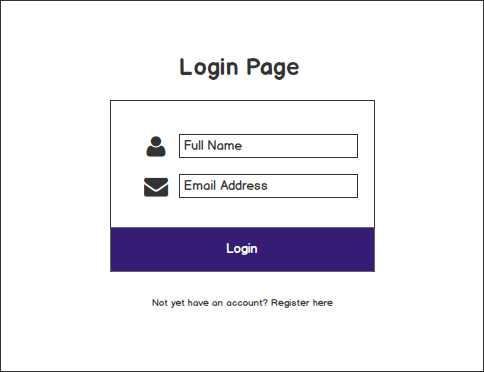 Login Page
Full Name
Email Address
Login
Not yet have an account? Register here